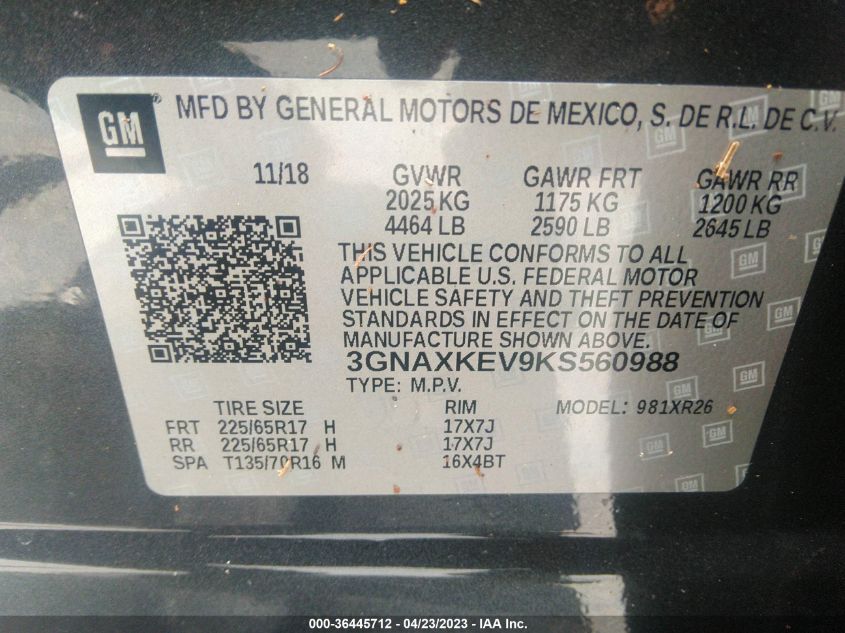 GM
®
MFD BY GENERAL MOTORS DE MEXICO, S. DE R.L. DE C.V.
11/18 GVWR GAWR FRT GAWR RR
2025 KG 1175 KG 1200 KG
4464 LB 2590 LB 2645 LB
THIS VEHICLE CONFORMS TO ALL
APPLICABLE U.S. FEDERAL MOTOR
VEHICLE SAFETY AND THEFT PREVENTION
STANDARDS IN EFFECT ON THE DATE OF
MANUFACTURE SHOWN ABOVE.
3GNAXKEV9KS560988
TYPE: M.P.V.
TIRE SIZE RIM MODEL: 981XR26
FRT 225/65R17 H 17X7J
RR 225/65R17 H 17X7J
SPA T135/70R16 M 16X4BT
000-36445712 - 04/23/2023 - IAA Inc.